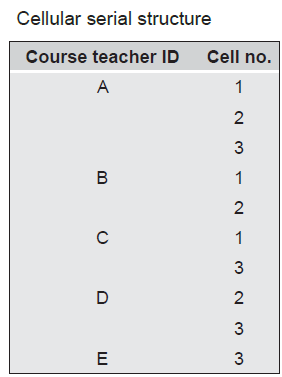 Cellular serial structure
Course teacher ID Cell no.
A 1
2
3
B 1
2
C 1
3
D 2
3
E 3